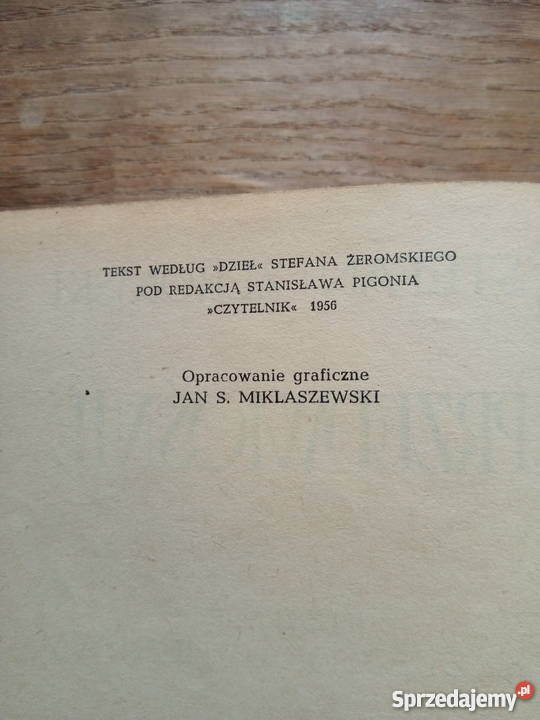 TEKST WEDŁUG »DZIEŁ« STEFANA ŻEROMSKIEGO
POD REDAKCJĄ STANISŁAWA PIGONIA
»CZYTELNIK« 1956
Opracowanie graficzne
JAN S. MIKLASZEWSKI
Sprzedajemy.pl